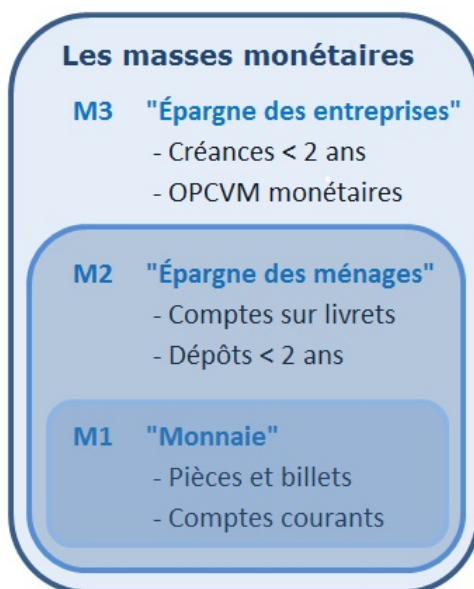 Les masses monétaires
M3 "Épargne des entreprises"
- Créances < 2 ans
- OPCVM monétaires
M2 "Épargne des ménages"
- Comptes sur livrets
- Dépôts < 2 ans
M1 "Monnaie"
- Pièces et billets
- Comptes courants